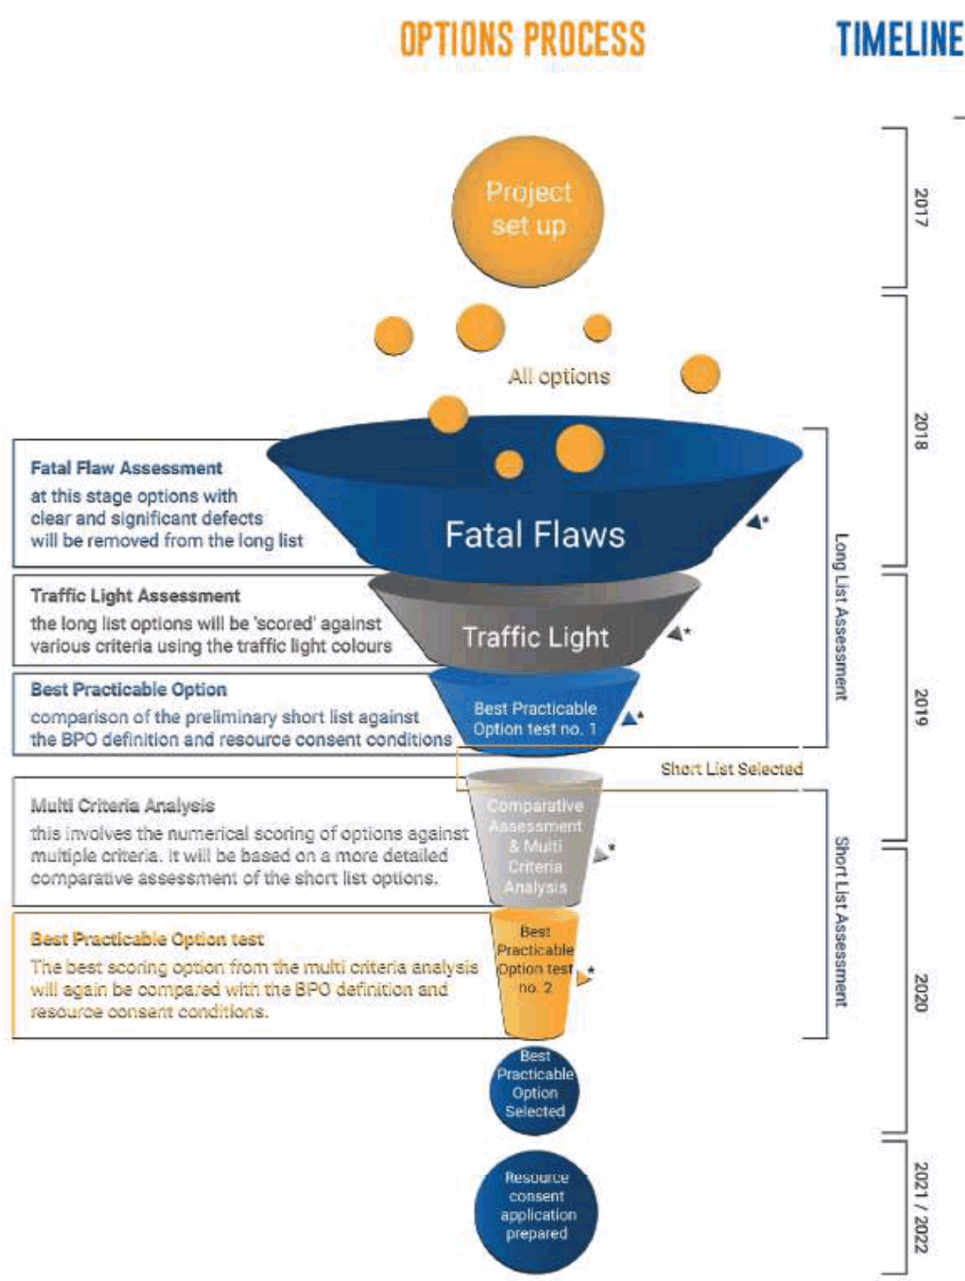 OPTIONS PROCESS
TIMELINE
Project
set up
2017
All options
2018
Fatal Flaw Assessment
at this stage options with
clear and significant defects
will be removed from the long list
Fatal Flaws
*
Long List Assessment
Traffic Light Assessment
the long list options will be 'scored' against
various criteria using the traffic light colours
Traffic Light
*
2019
Best Practicable Option
comparison of the preliminary short list against
the BPO definition and resource consent conditions
Best Practicable
Option test no. 1
*
Short List Selected
Multi Criteria Analysis
this involves the numerical scoring of options against
multiple criteria. It will be based on a more detailed
comparative assessment of the short list options.
Comparative
Assessment
& Multi
Criteria
Analysis
*
Short List Assessment
Best Practicable Option test
The best scoring option from the multi criteria analysis
will again be compared with the BPO definition and
resource consent conditions.
Best
Practicable
Option test
no. 2
*
2020
Best
Practicable
Option
Selected
Resource
consent
application
prepared
2021 / 2022